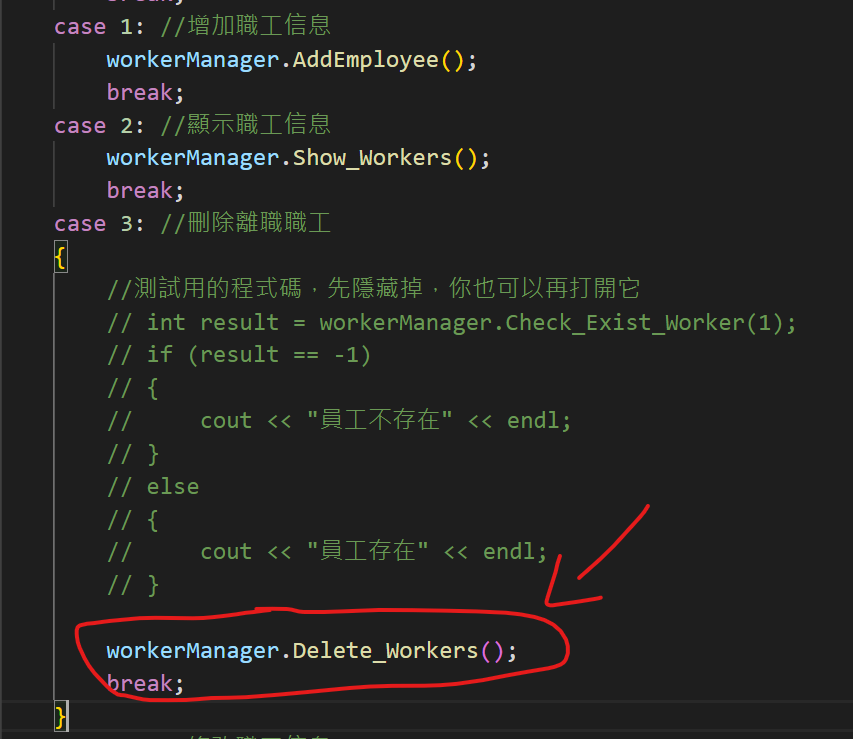 case 1: //增加職工信息
workerManager.AddEmployee();
break;
case 2: //顯示職工信息
workerManager.Show_Workers();
break;
case 3: //刪除離職職工
{
//測試用的程式碼，先隱藏掉，你也可以再打開它
// int result = workerManager.Check_Exist_Worker(1);
// if (result == -1)
// {
//     cout << "員工不存在" << endl;
// }
// else
// {
//     cout << "員工存在" << endl;
// }
workerManager.Delete_Workers();
break;
}